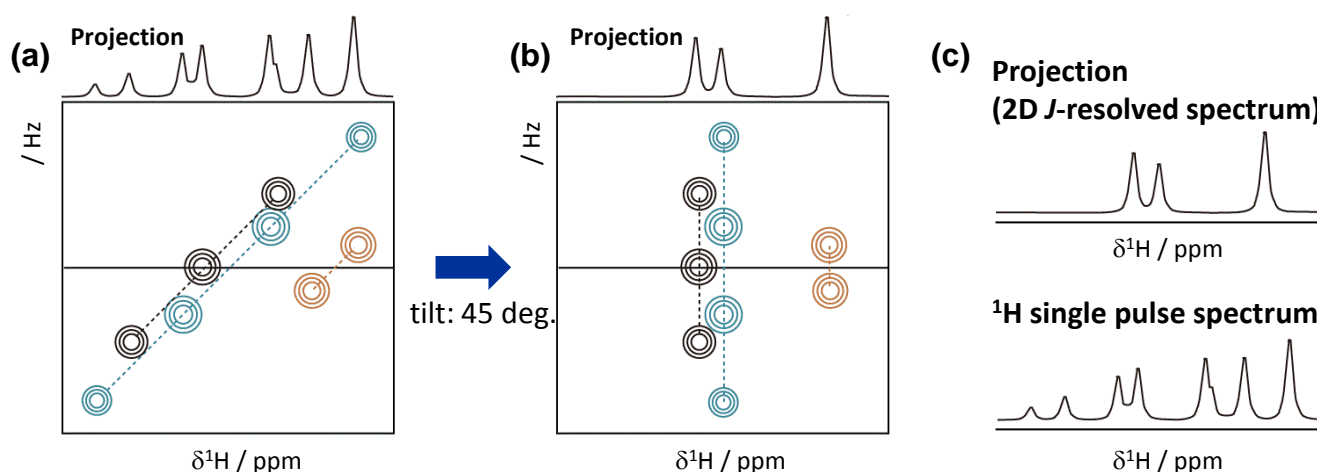 (a)
Projection
/ Hz
δ¹H / ppm
tilt: 45 deg.
(b)
Projection
/ Hz
δ¹H / ppm
(c)
Projection
(2D J-resolved spectrum)
δ¹H / ppm
¹H single pulse spectrum
δ¹H / ppm